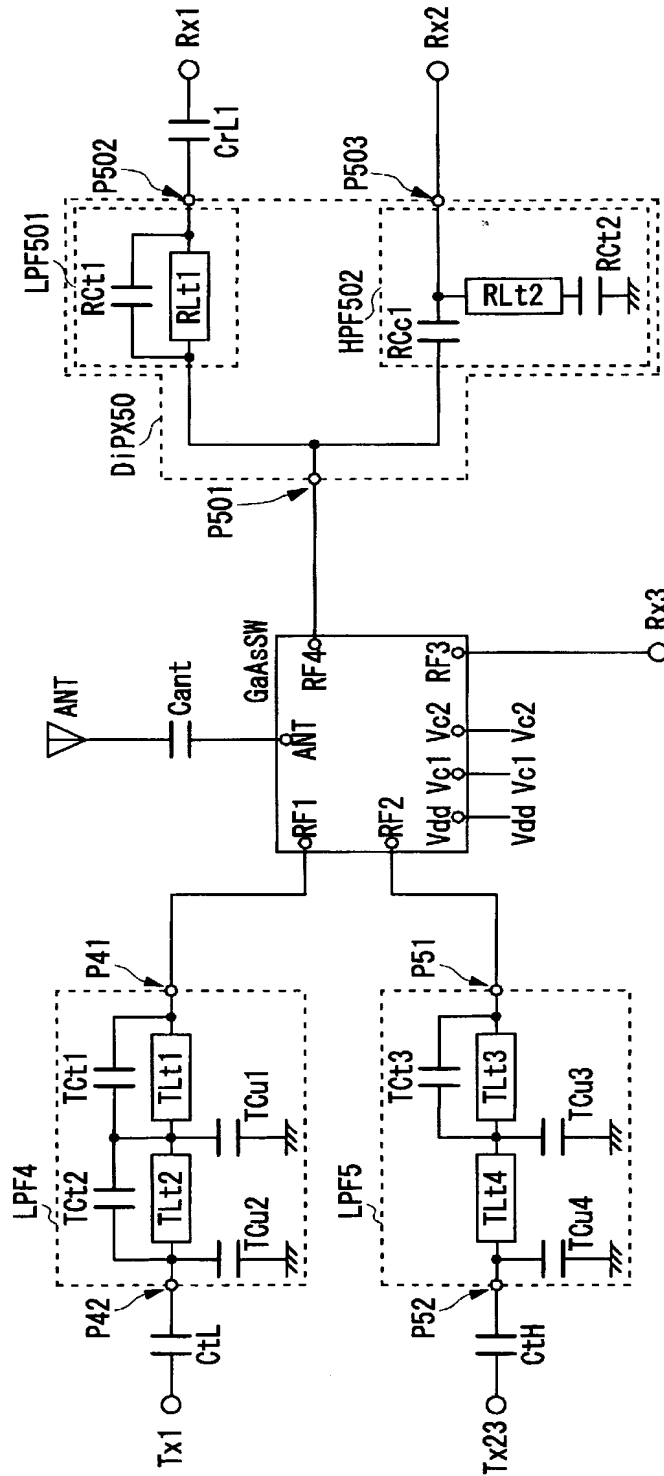 Tx1
CtL
P42
LPF4
TCt2
TCt1
TLt2
TLt1
TCu2
TCu1
P41
Tx23
CtH
P52
LPF5
TCt3
TLt4
TLt3
TCu4
TCu3
P51
ANT
Cant
GaAsSW
RF1
ANT
RF4
RF2
Vdd
Vc1
Vc2
RF3
Vdd
Vc1
Vc2
Rx3
P501
DiPX50
LPF501
RCt1
RLt1
P502
CrL1
Rx1
HPF502
RCc1
RLt2
RCt2
P503
Rx2